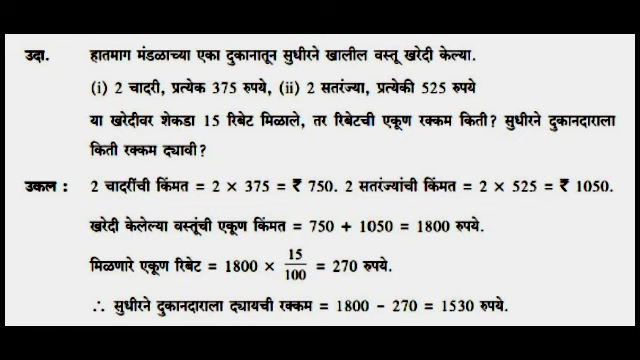 उदा. हातमाग मंडळाच्या एका दुकानातून सुधीरने खालील वस्तू खरेदी केल्या.
(i) 2 चादरी, प्रत्येक 375 रुपये, (ii) 2 सतरंज्या, प्रत्येकी 525 रुपये
या खरेदीवर शेकडा 15 रिबेट मिळाले, तर रिबेटची एकूण रक्कम किती? सुधीरने दुकानदाराला
किती रक्कम द्यावी?
उकल : 2 चादरींची किंमत = 2 × 375 = ₹ 750. 2 सतरंज्यांची किंमत = 2 × 525 = ₹ 1050.
खरेदी केलेल्या वस्तूंची एकूण किंमत = 750 + 1050 = 1800 रुपये.
मिळणारे एकूण रिबेट = 1800 × 15/100 = 270 रुपये.
∴ सुधीरने दुकानदाराला द्यायची रक्कम = 1800 − 270 = 1530 रुपये.